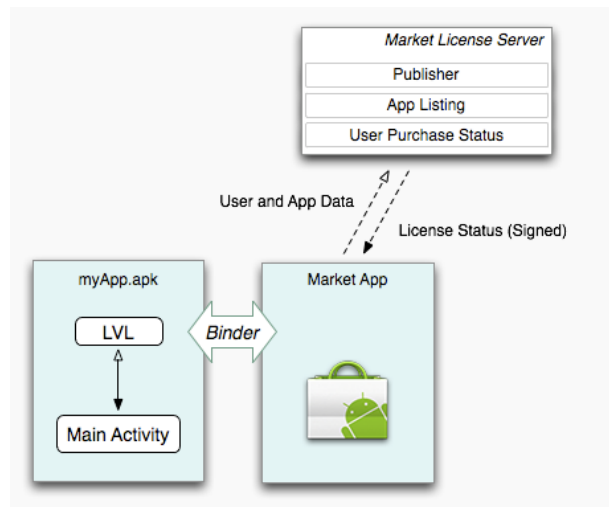 Market License Server
Publisher
App Listing
User Purchase Status
User and App Data
License Status (Signed)
myApp.apk
Market App
LVL
Binder
Main Activity